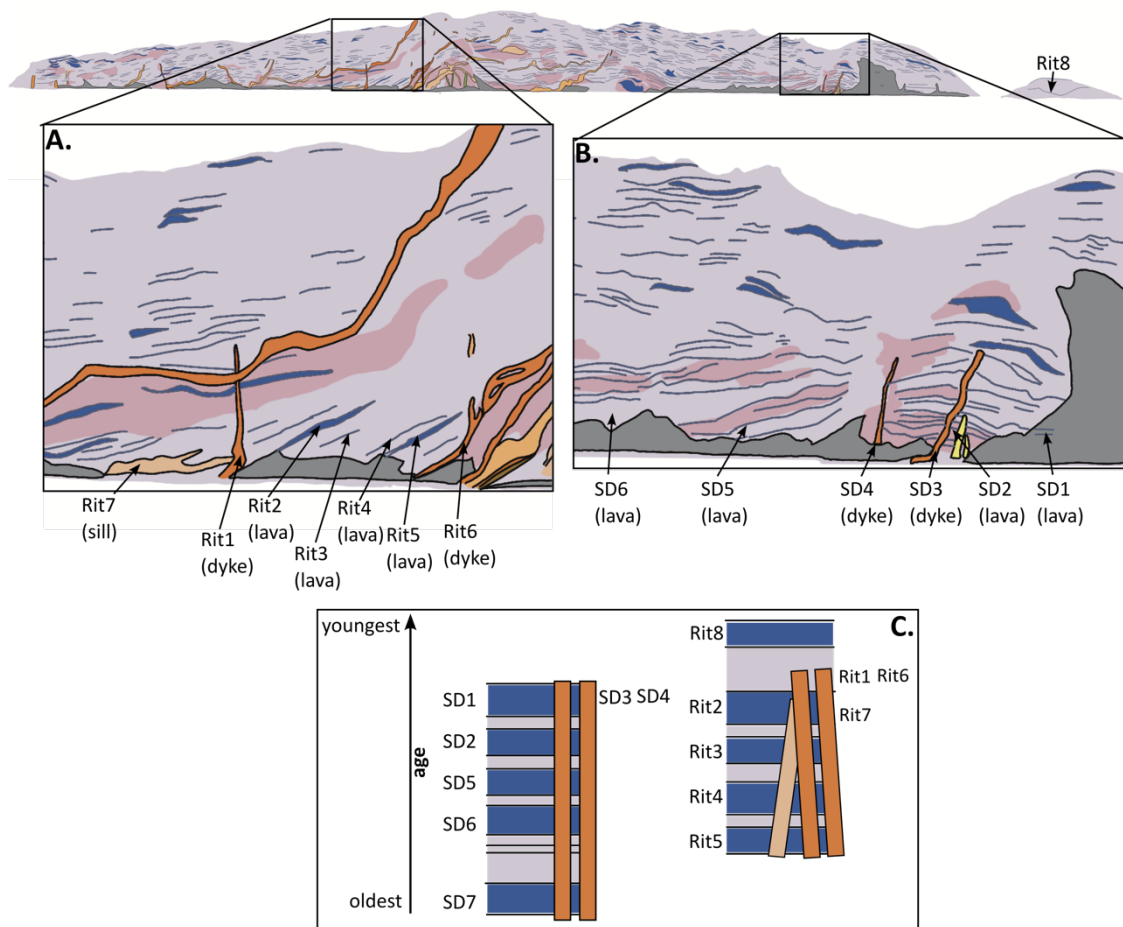 Rit8
A.
B.
Rit7
(sill)
Rit1
(dyke)
Rit2
(lava)
Rit3
(lava)
Rit4
(lava)
Rit5
(lava)
Rit6
(dyke)
SD6
(lava)
SD5
(lava)
SD4
(dyke)
SD3
(dyke)
SD2
(lava)
SD1
(lava)
C.
youngest
age
oldest
SD1
SD2
SD5
SD6
SD7
SD3 SD4
Rit8
Rit2
Rit3
Rit4
Rit5
Rit1 Rit6
Rit7